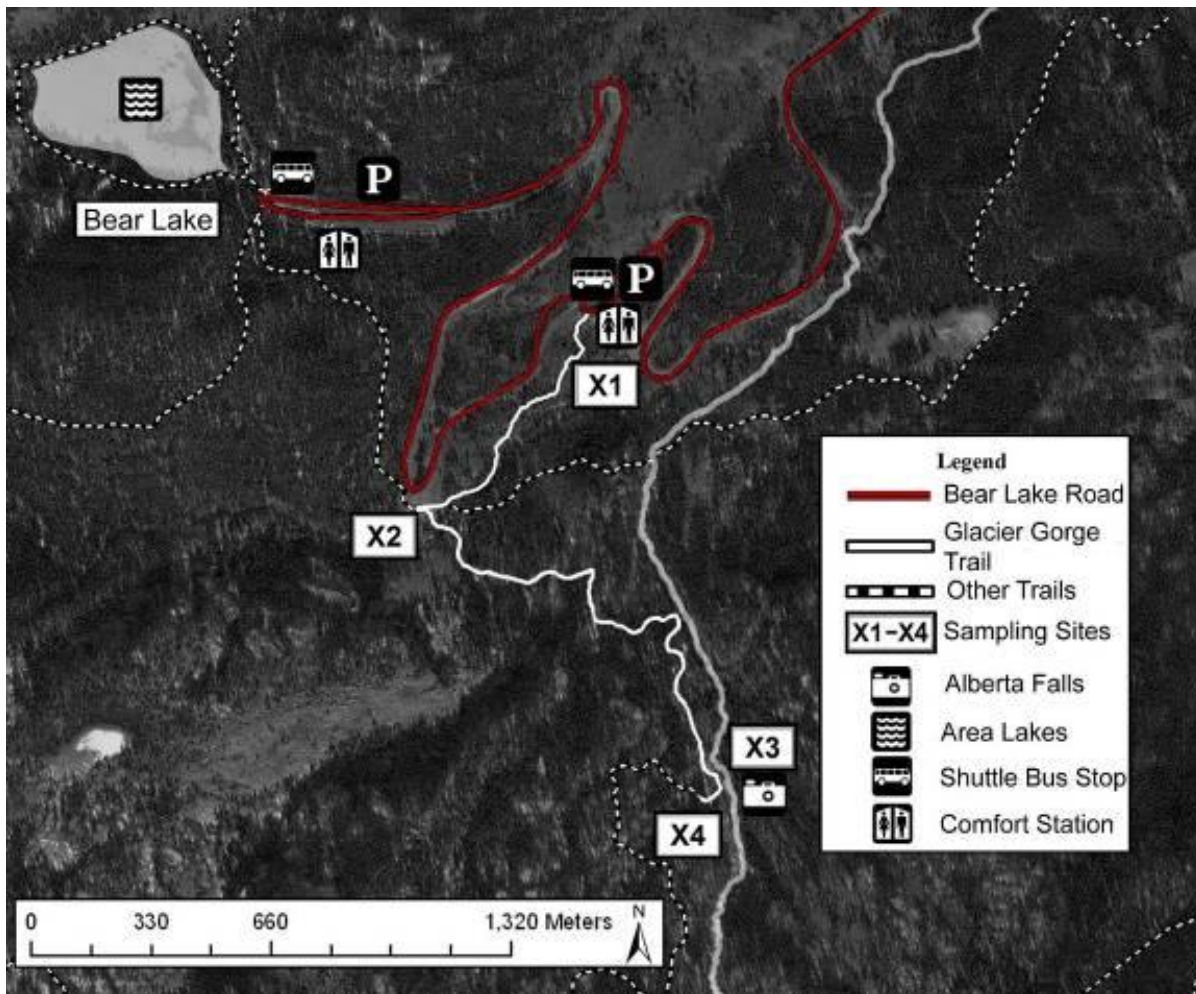 Bear Lake
P
P
X1
X2
X3
X4
Legend
Bear Lake Road
Glacier Gorge
Trail
Other Trails
X1-X4 Sampling Sites
Alberta Falls
Area Lakes
Shuttle Bus Stop
Comfort Station
0 330 660 1,320 Meters
N